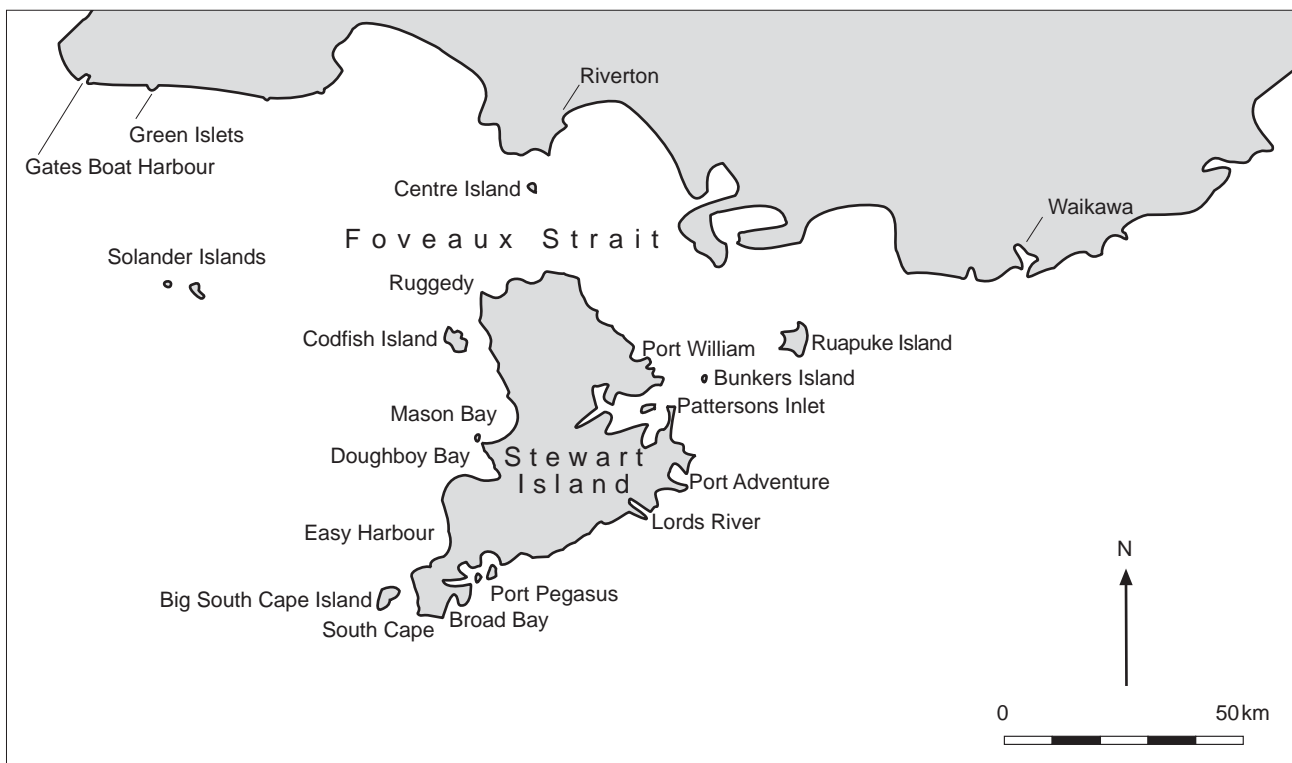 Riverton
Green Islets
Gates Boat Harbour
Centre Island
Waikawa
Foveaux Strait
Solander Islands
Ruggedy
Codfish Island
Port William
Ruapuke Island
Bunkers Island
Mason Bay
Pattersons Inlet
Doughboy Bay
Stewart
Island
Port Adventure
Lords River
Easy Harbour
N
Port Pegasus
Big South Cape Island
Broad Bay
South Cape
0 50km